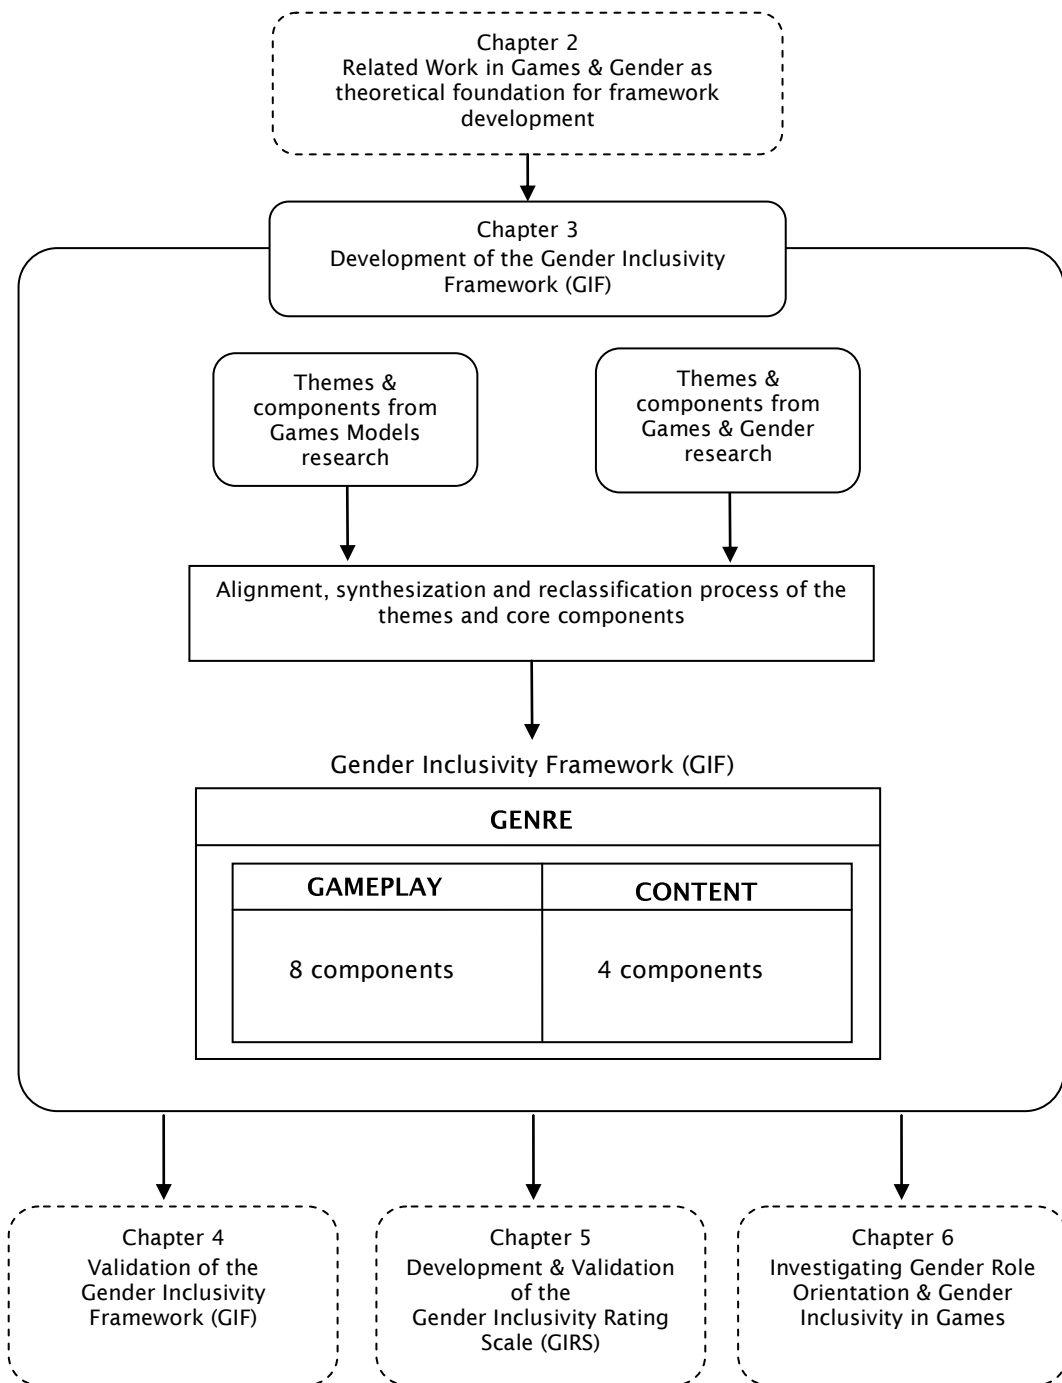 Chapter 2
Related Work in Games & Gender as
theoretical foundation for framework
development
Chapter 3
Development of the Gender Inclusivity
Framework (GIF)
Themes &
components from
Games Models
research
Themes &
components from
Games & Gender
research
Alignment, synthesization and reclassification process of the
themes and core components
Gender Inclusivity Framework (GIF)
GENRE
GAMEPLAY
CONTENT
8 components
4 components
Chapter 4
Validation of the
Gender Inclusivity
Framework (GIF)
Chapter 5
Development & Validation
of the
Gender Inclusivity Rating
Scale (GIRS)
Chapter 6
Investigating Gender Role
Orientation & Gender
Inclusivity in Games